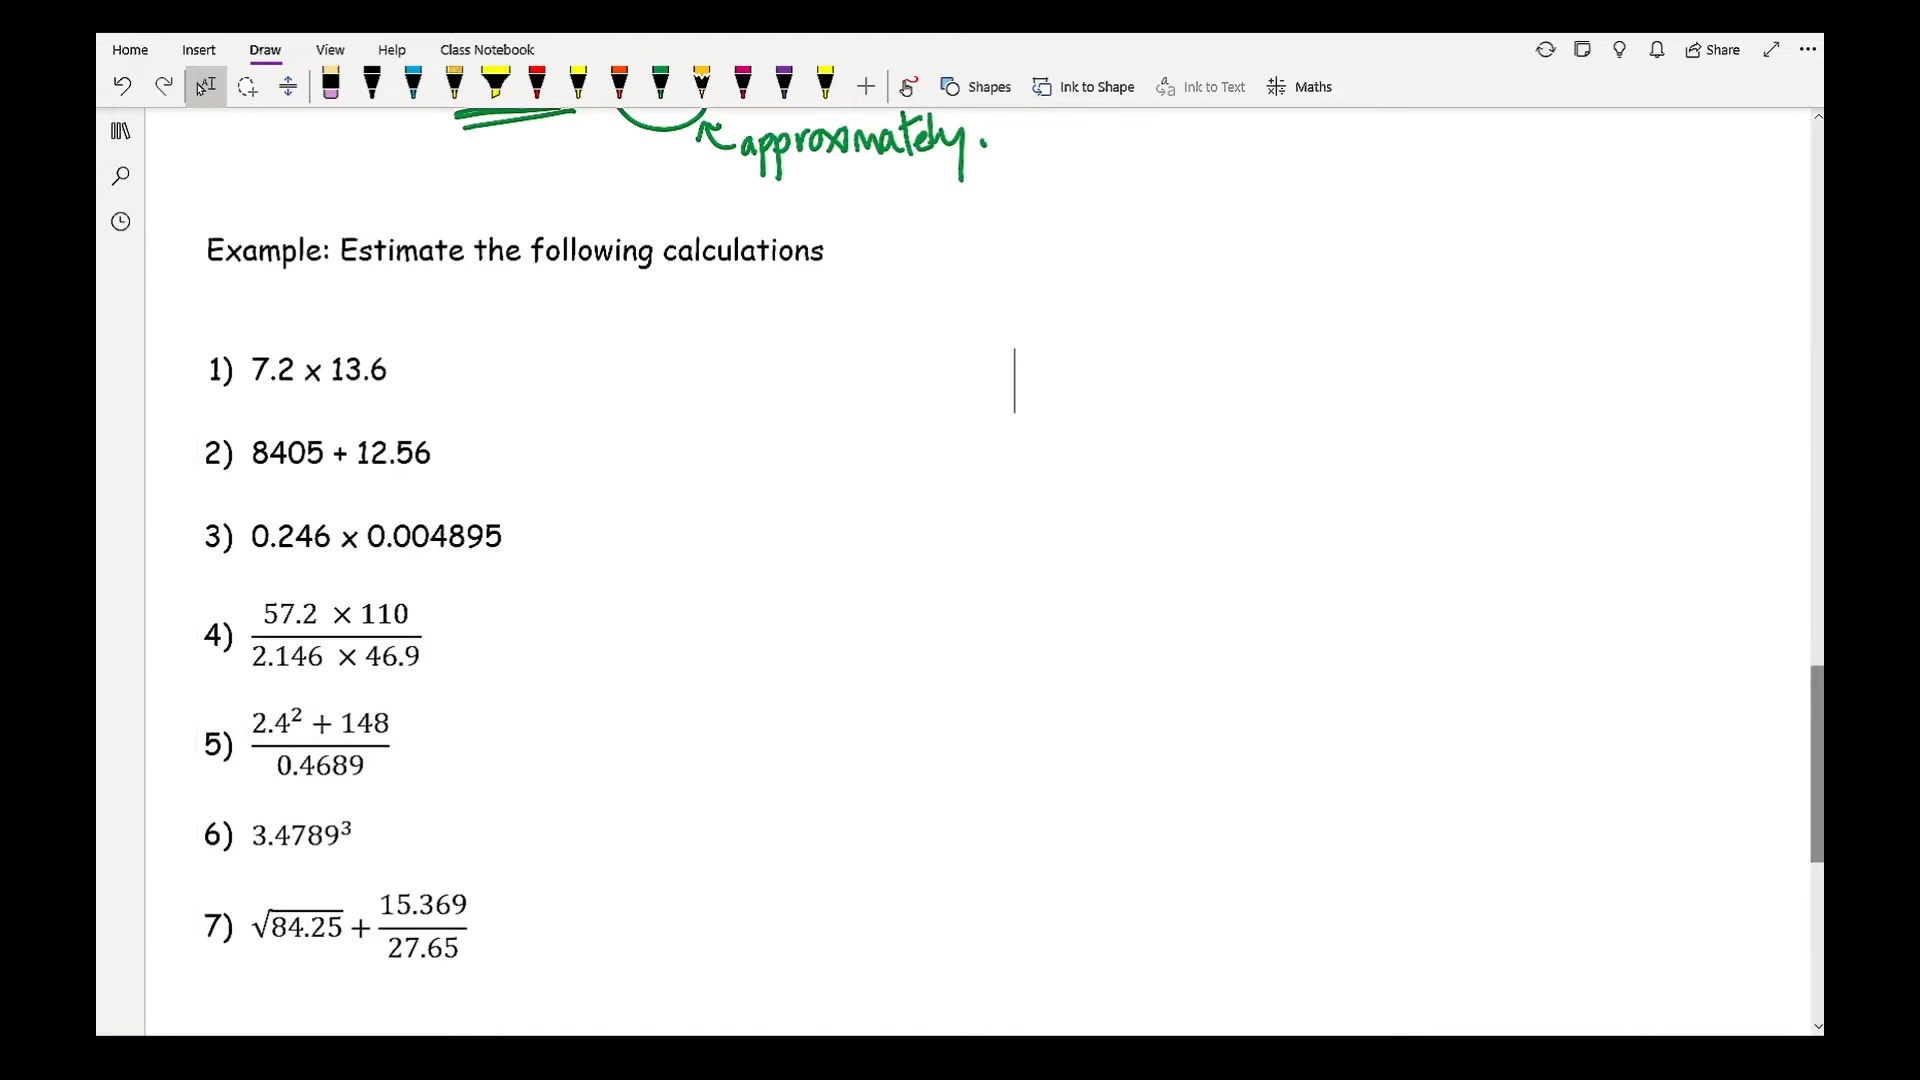 Home Insert Draw View Help Class Notebook Share
Shapes Ink to Shape Ink to Text Maths
approximately.
Example: Estimate the following calculations
1) 7.2 x 13.6
2) 8405 + 12.56
3) 0.246 x 0.004895
4) 57.2 × 110
2.146 × 46.9
5) 2.4² + 148
0.4689
6) 3.4789³
7) √84.25 + 15.369
27.65